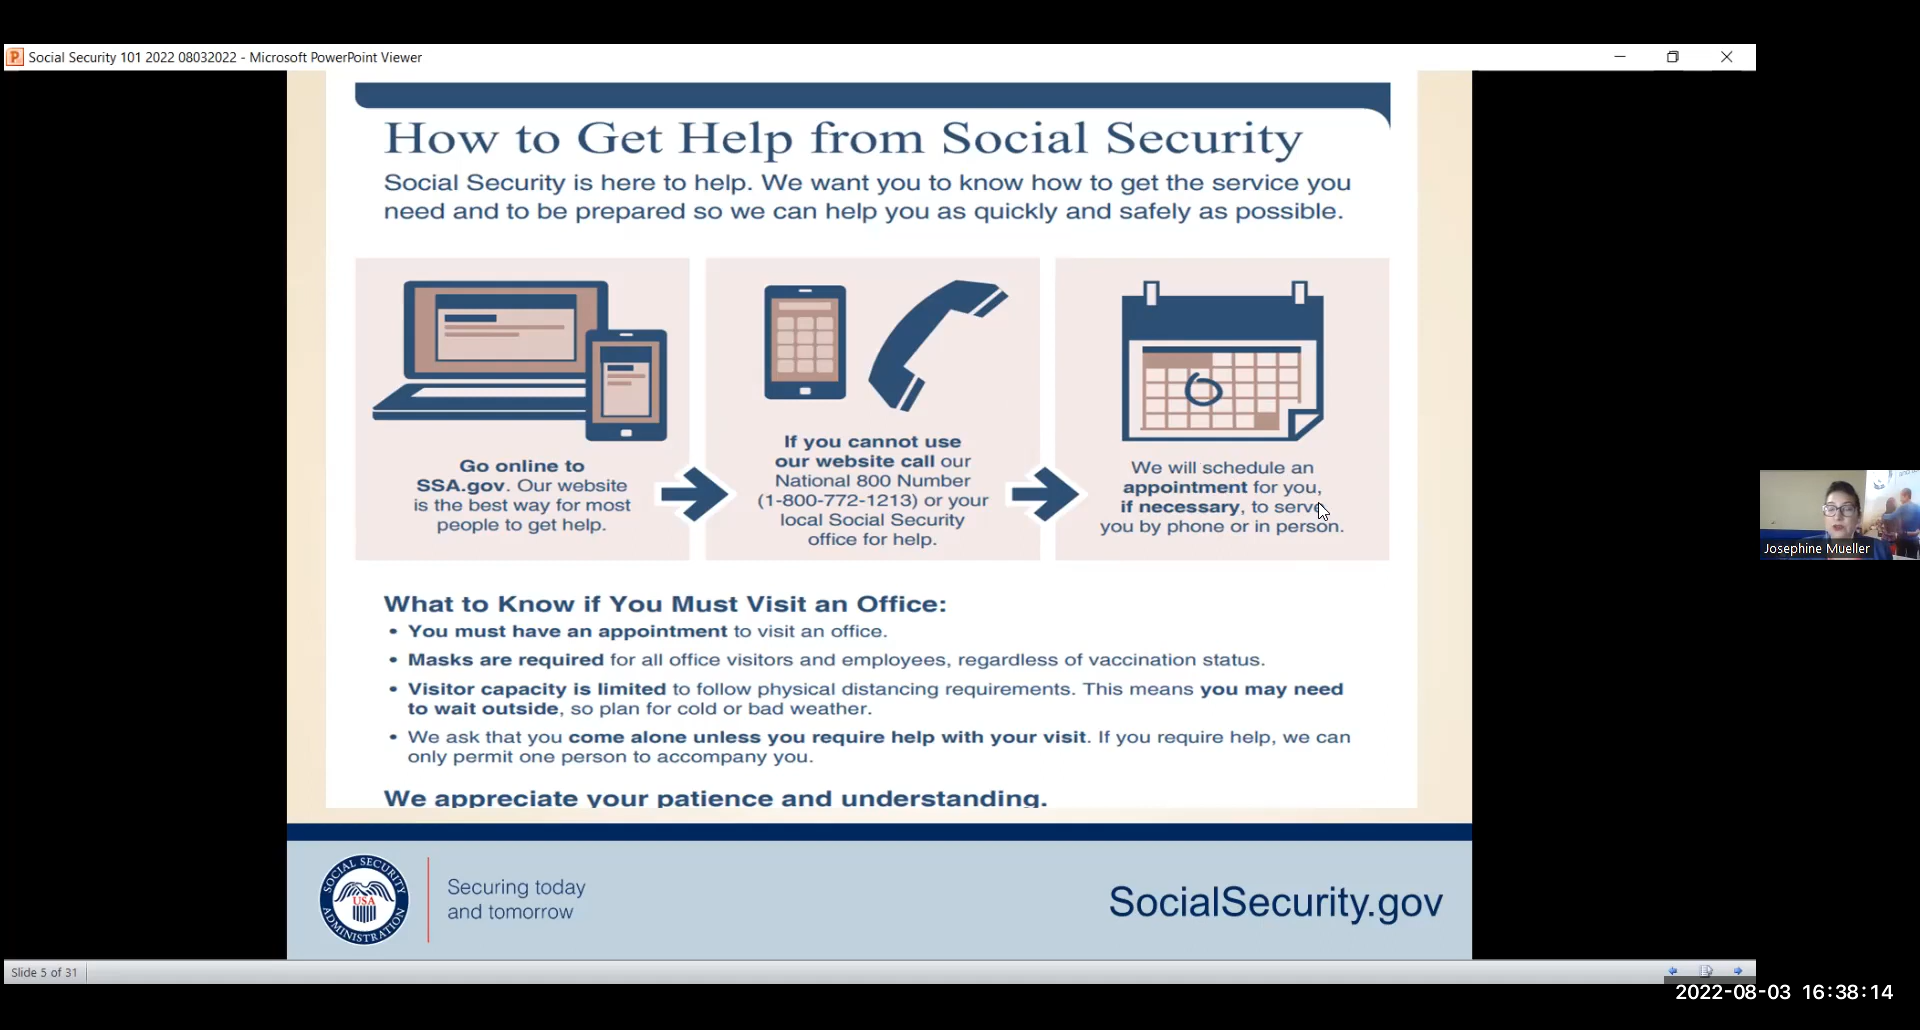 Social Security 101 2022 08032022 - Microsoft PowerPoint Viewer
How to Get Help from Social Security
Social Security is here to help. We want you to know how to get the service you
need and to be prepared so we can help you as quickly and safely as possible.
Go online to
SSA.gov. Our website
is the best way for most
people to get help.
If you cannot use
our website call our
National 800 Number
(1-800-772-1213) or your
local Social Security
office for help.
We will schedule an
appointment for you,
if necessary, to serve
you by phone or in person.
What to Know if You Must Visit an Office:
• You must have an appointment to visit an office.
• Masks are required for all office visitors and employees, regardless of vaccination status.
• Visitor capacity is limited to follow physical distancing requirements. This means you may need
to wait outside, so plan for cold or bad weather.
• We ask that you come alone unless you require help with your visit. If you require help, we can
only permit one person to accompany you.
We appreciate your patience and understanding.
SOCIAL SECURITY
USA
ADMINISTRATION
Securing today
and tomorrow
SocialSecurity.gov
Josephine Mueller
Slide 5 of 31
2022-08-03 16:38:14